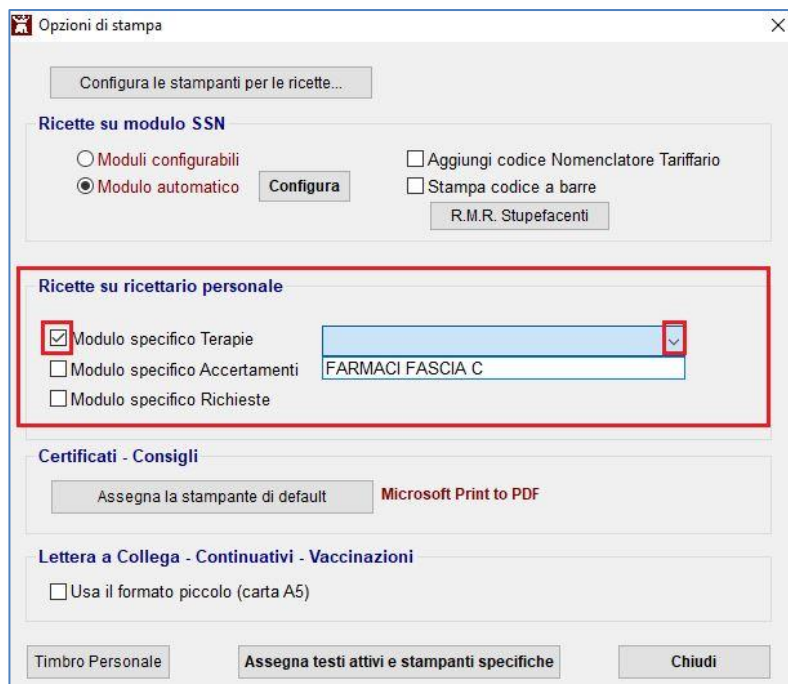 Opzioni di stampa
Configura le stampanti per le ricette...
Ricette su modulo SSN
Moduli configurabili
Aggiungi codice Nomenclatore Tariffario
Modulo automatico
Configura
Stampa codice a barre
R.M.R. Stupefacenti
Ricette su ricettario personale
Modulo specifico Terapie
Modulo specifico Accertamenti
FARMACI FASCIA C
Modulo specifico Richieste
Certificati - Consigli
Assegna la stampante di default
Microsoft Print to PDF
Lettera a Collega - Continuativi - Vaccinazioni
Usa il formato piccolo (carta A5)
Timbro Personale
Assegna testi attivi e stampanti specifiche
Chiudi